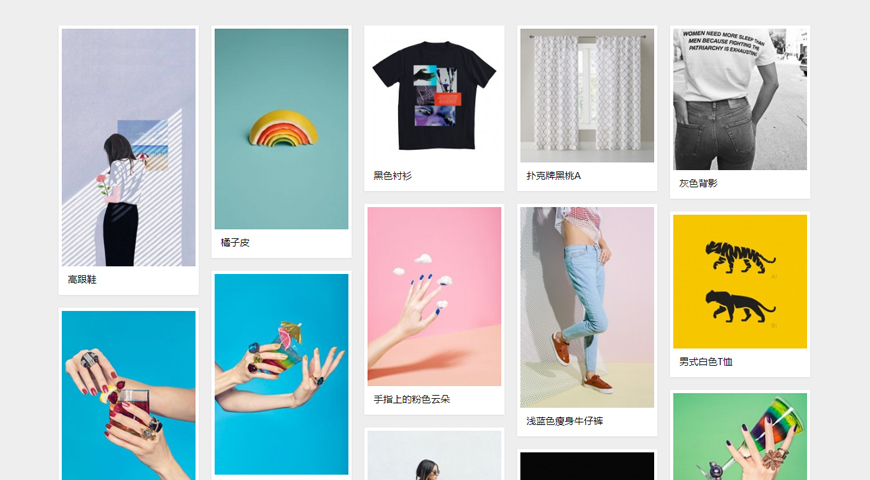 高跟鞋
橘子皮
黑色衬衫
手指上的粉色云朵
扑克牌黑桃A
浅蓝色瘦身牛仔裤
WOMEN NEED MORE SLEEP THAN
MEN BECAUSE FIGHTING THE
PATRIARCHY IS EXHAUSTING
灰色背影
男式白色T恤